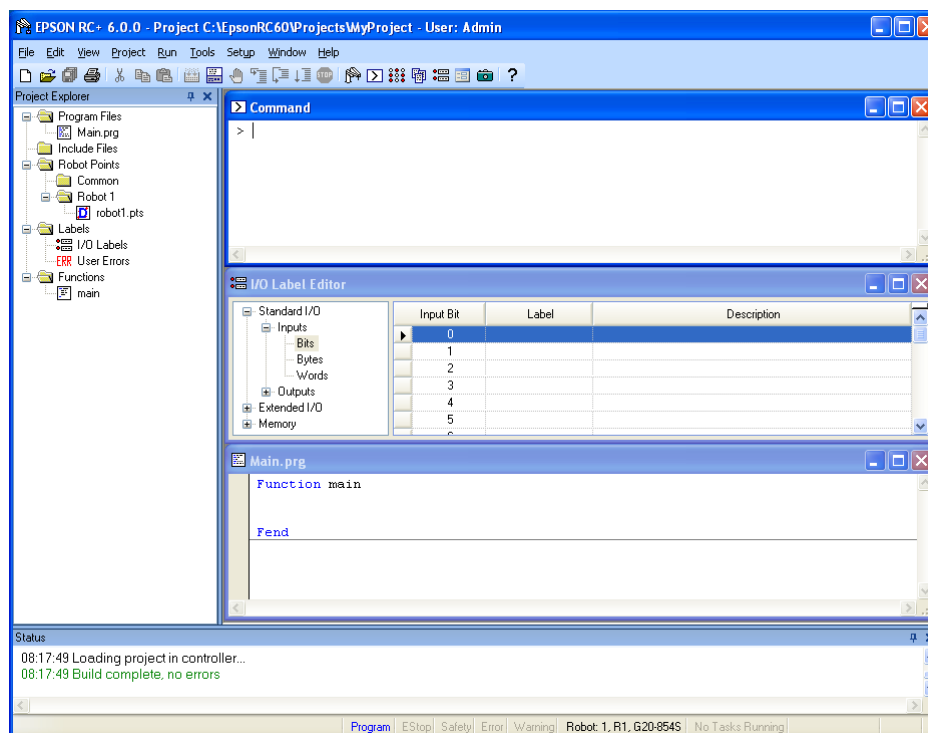 EPSON RC+ 6.0.0 - Project C:\EpsonRC60\Projects\MyProject - User: Admin
File Edit View Project Run Tools Setup Window Help
Project Explorer
Program Files
Main.prg
Include Files
Robot Points
Common
Robot 1
robot1.pts
Labels
I/O Labels
ERR User Errors
Functions
main
Command
>
I/O Label Editor
Standard I/O
Inputs
Bits
Bytes
Words
Outputs
Extended I/O
Memory
Input Bit Label Description
0
1
2
3
4
5
Main.prg
Function main
Fend
Status
08:17:49 Loading project in controller...
08:17:49 Build complete, no errors
Program EStop Safety Error Warning Robot: 1, R1, G20-854S No Tasks Running